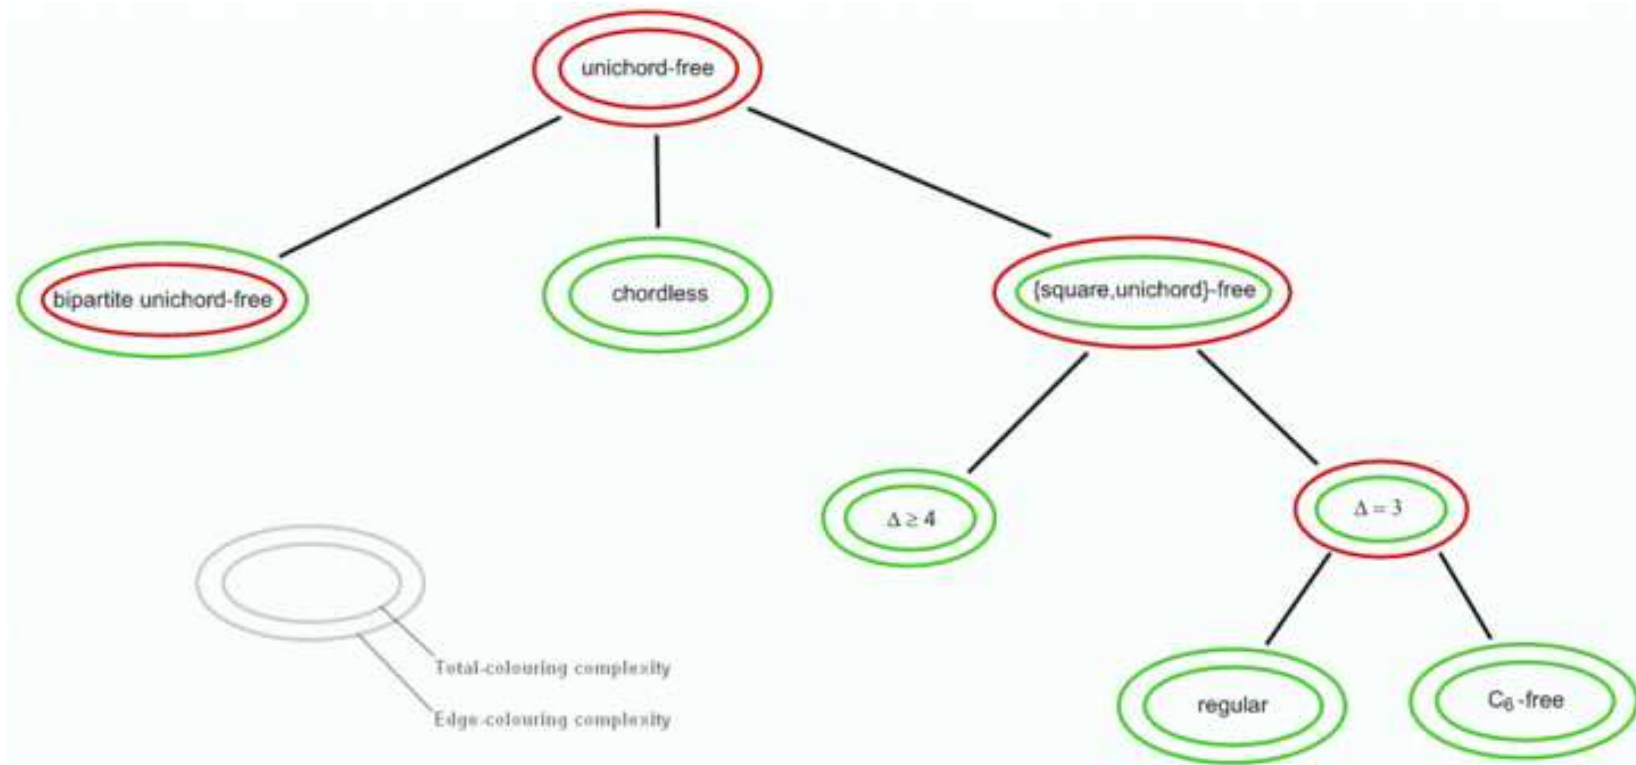 unichord-free
bipartite unichord-free
chordless
{square,unichord}-free
Δ ≥ 4
Δ = 3
Total-colouring complexity
Edge-colouring complexity
regular
C₆-free